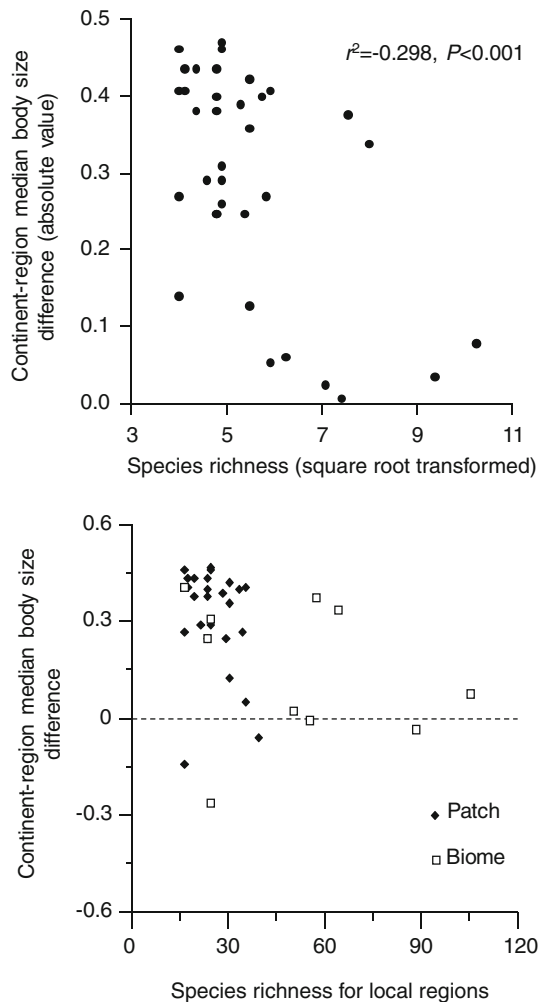 Continent-region median body size
difference (absolute value)
0.5
0.4
0.3
0.2
0.1
0.0
r²=-0.298, P<0.001
3 5 7 9 11
Species richness (square root transformed)
Continent-region median body size
difference
0.6
0.3
0
-0.3
-0.6
Patch
Biome
0 30 60 90 120
Species richness for local regions